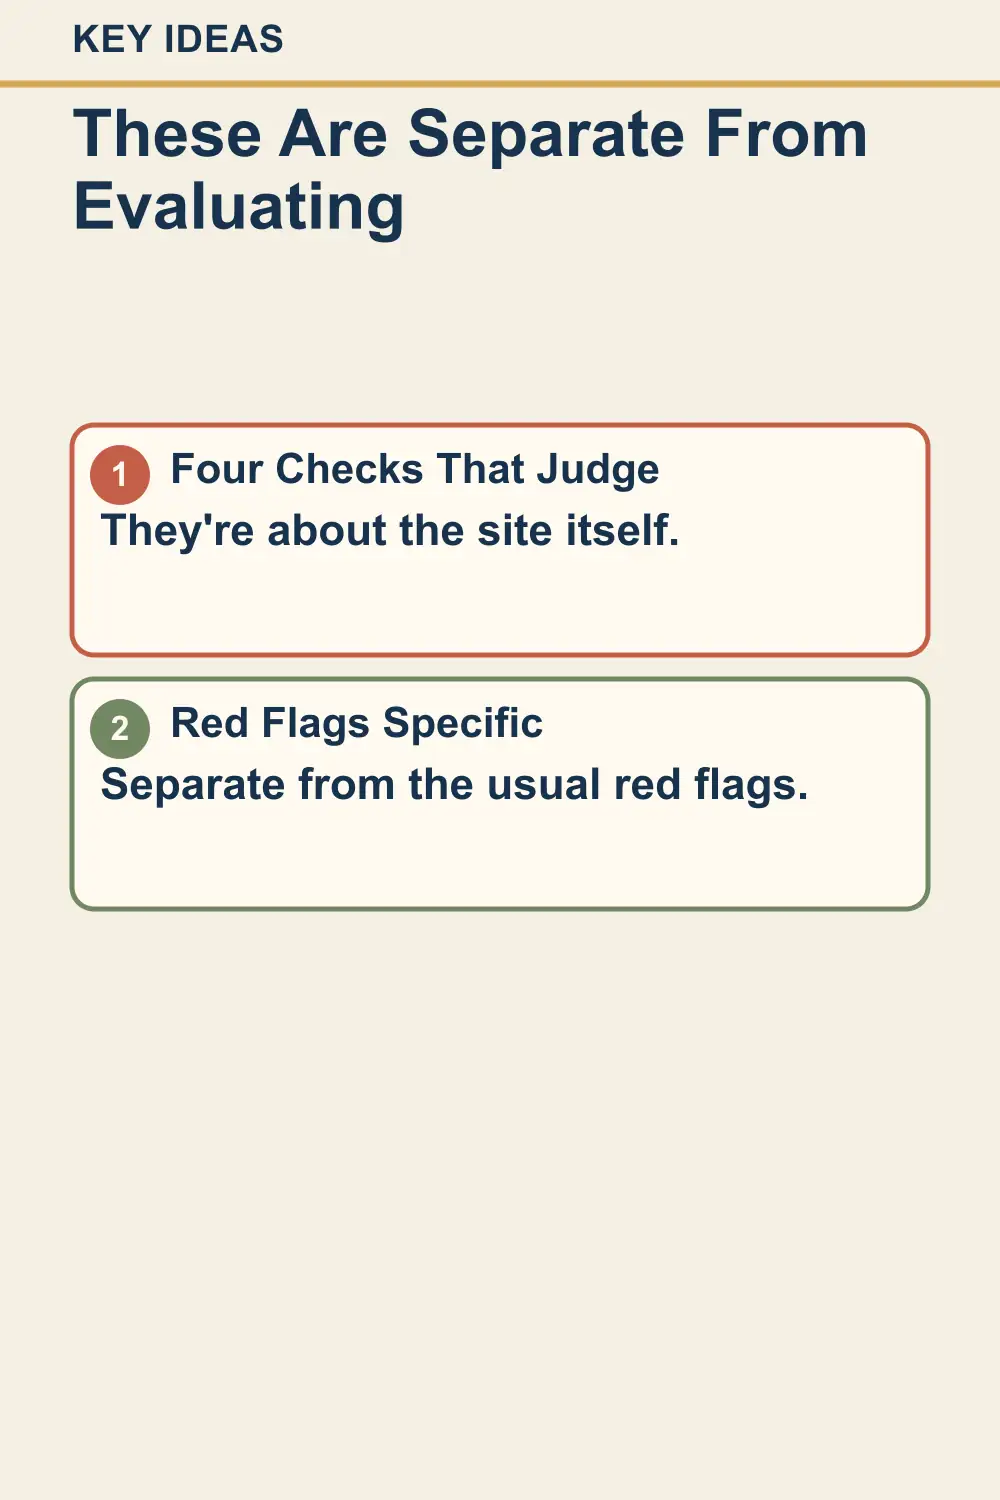 KEY IDEAS
These Are Separate From
Evaluating
1 Four Checks That Judge
They're about the site itself.
2 Red Flags Specific
Separate from the usual red flags.